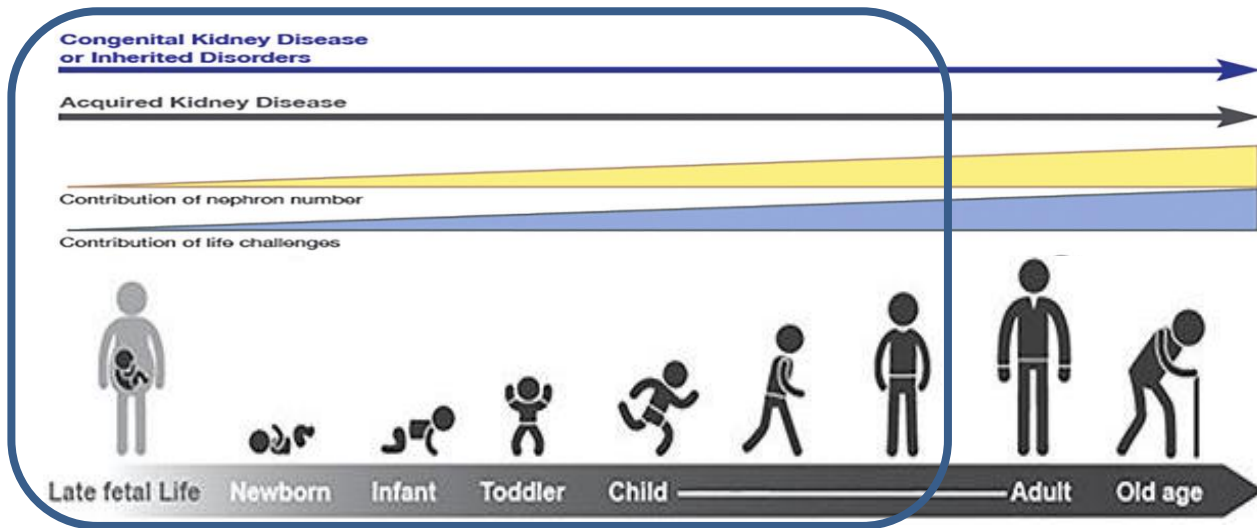 Congenital Kidney Disease
or Inherited Disorders
Acquired Kidney Disease
Contribution of nephron number
Contribution of life challenges
Late fetal Life Newborn Infant Toddler Child Adult Old age